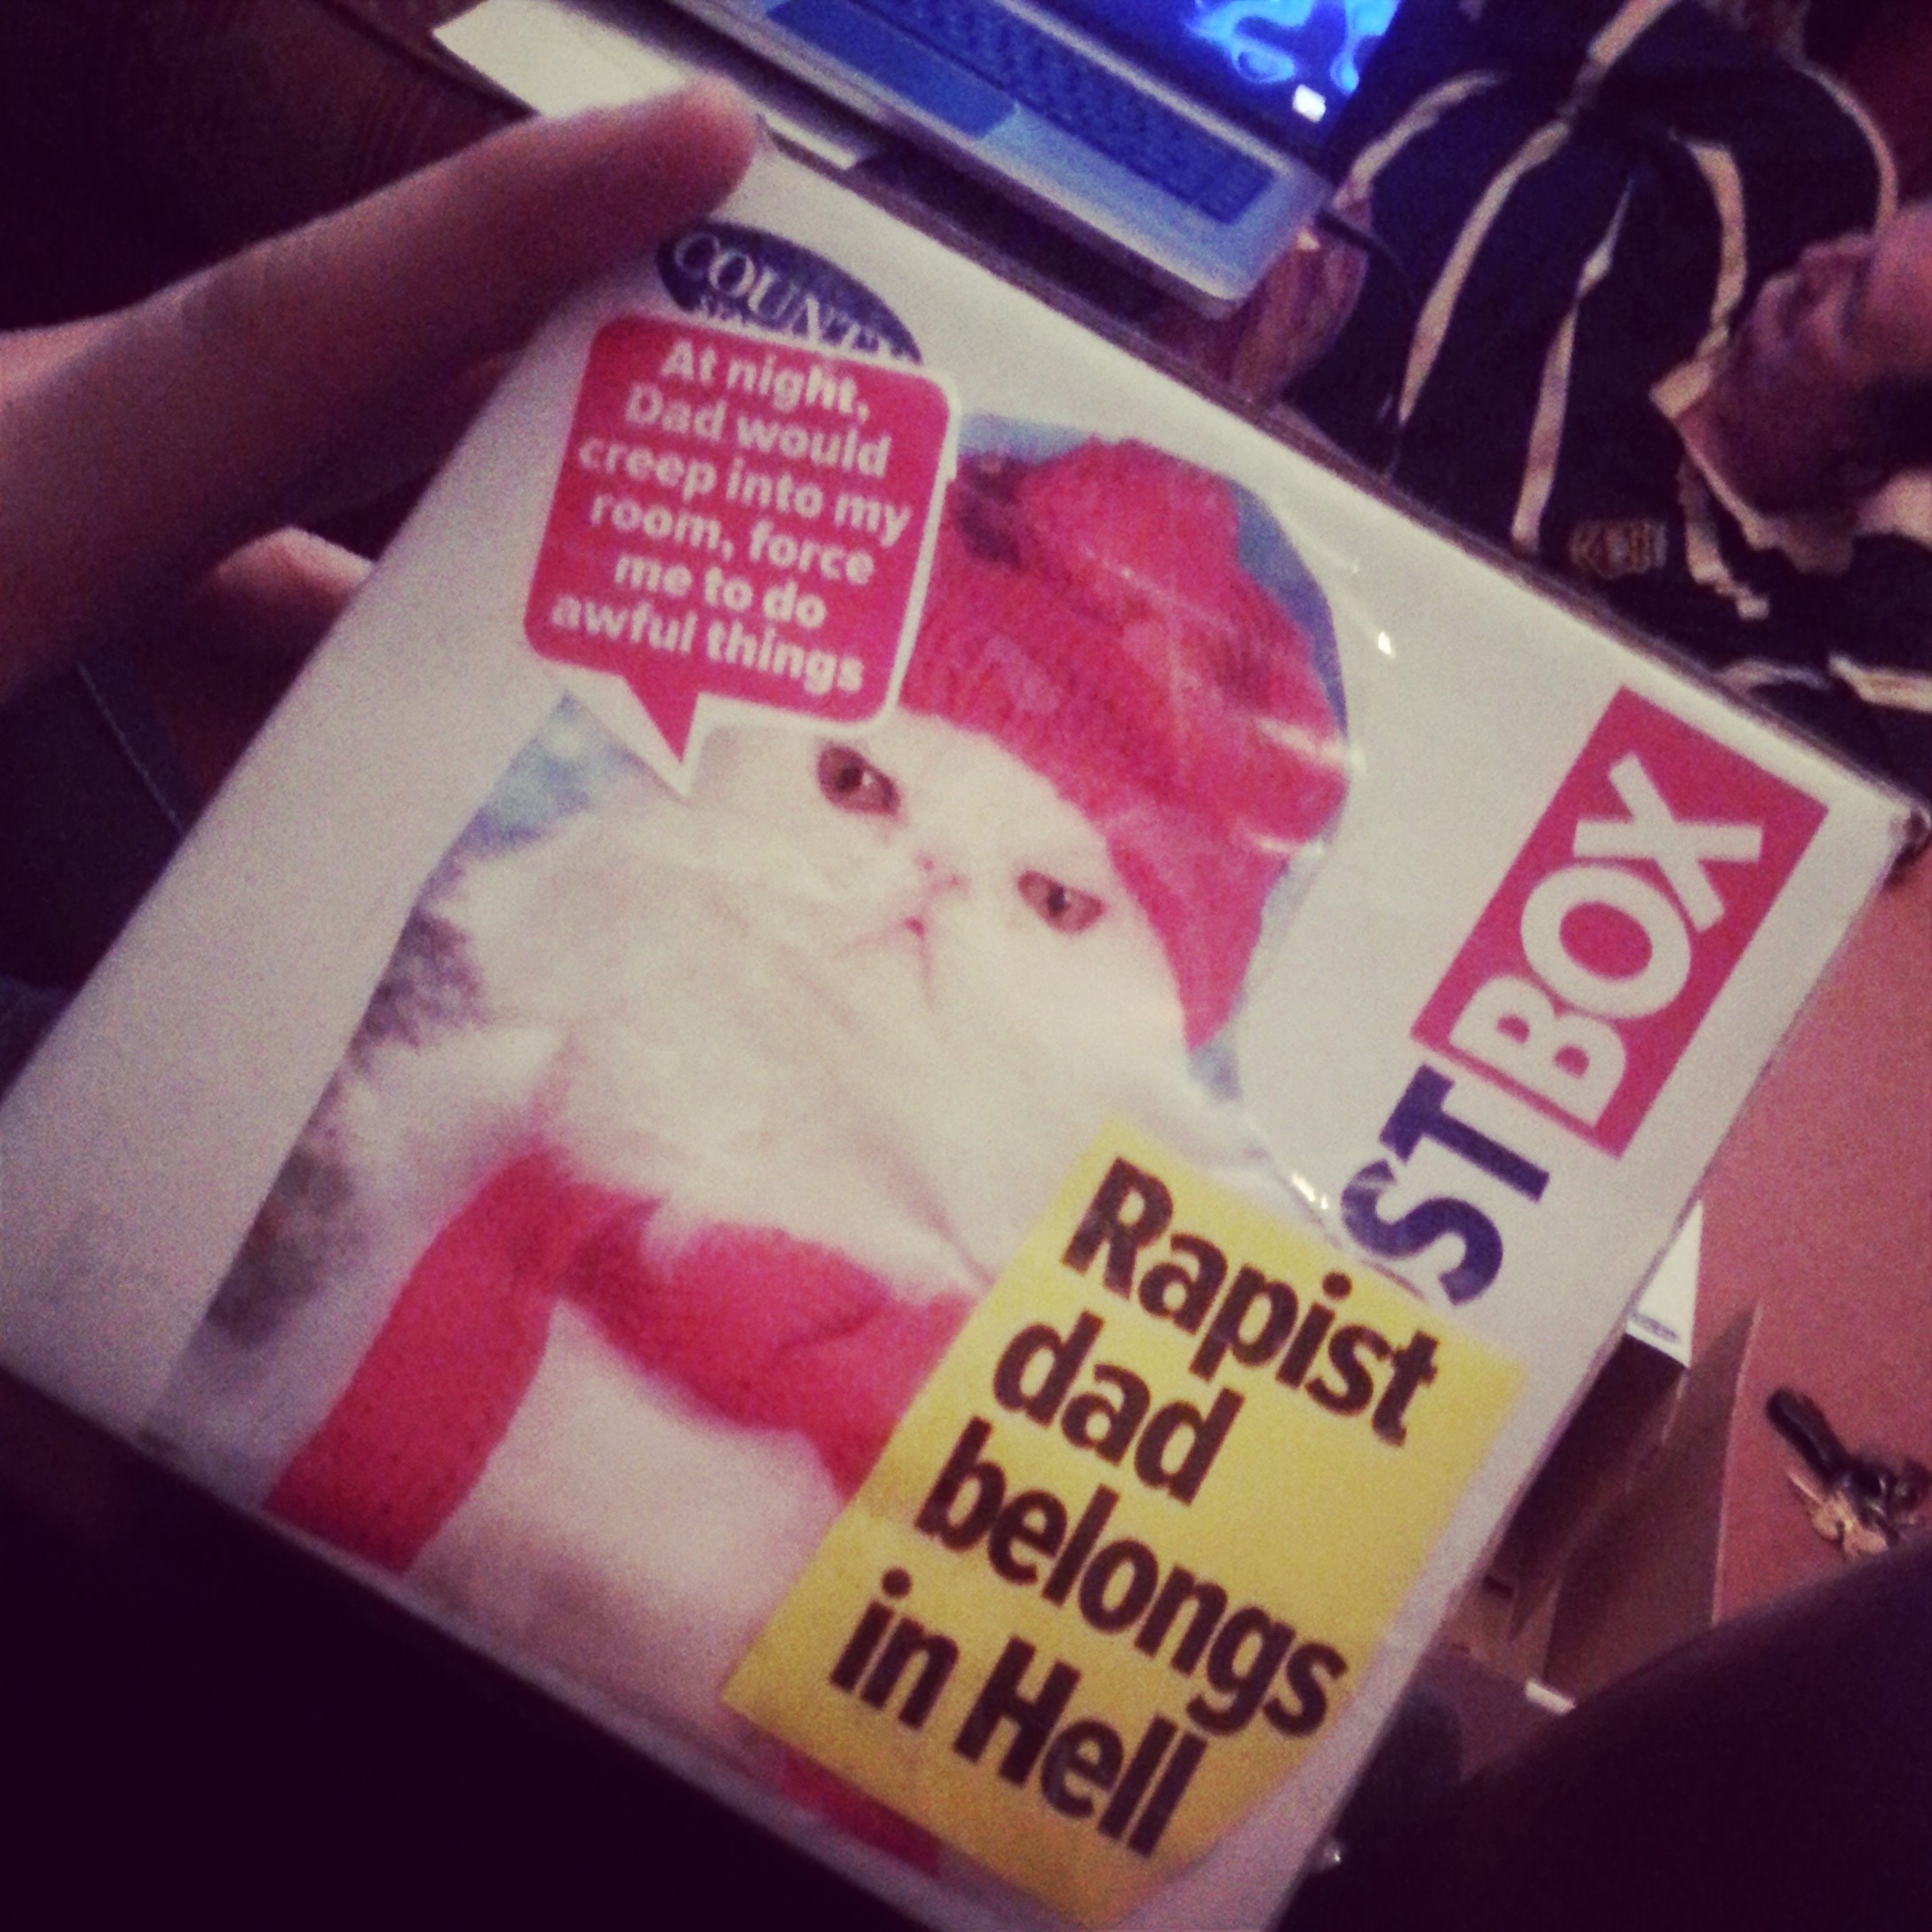 COUNTY
At night,
Dad would
creep into my
room, force
me to do
awful things
STBOX
Rapist
dad
belongs
in Hell